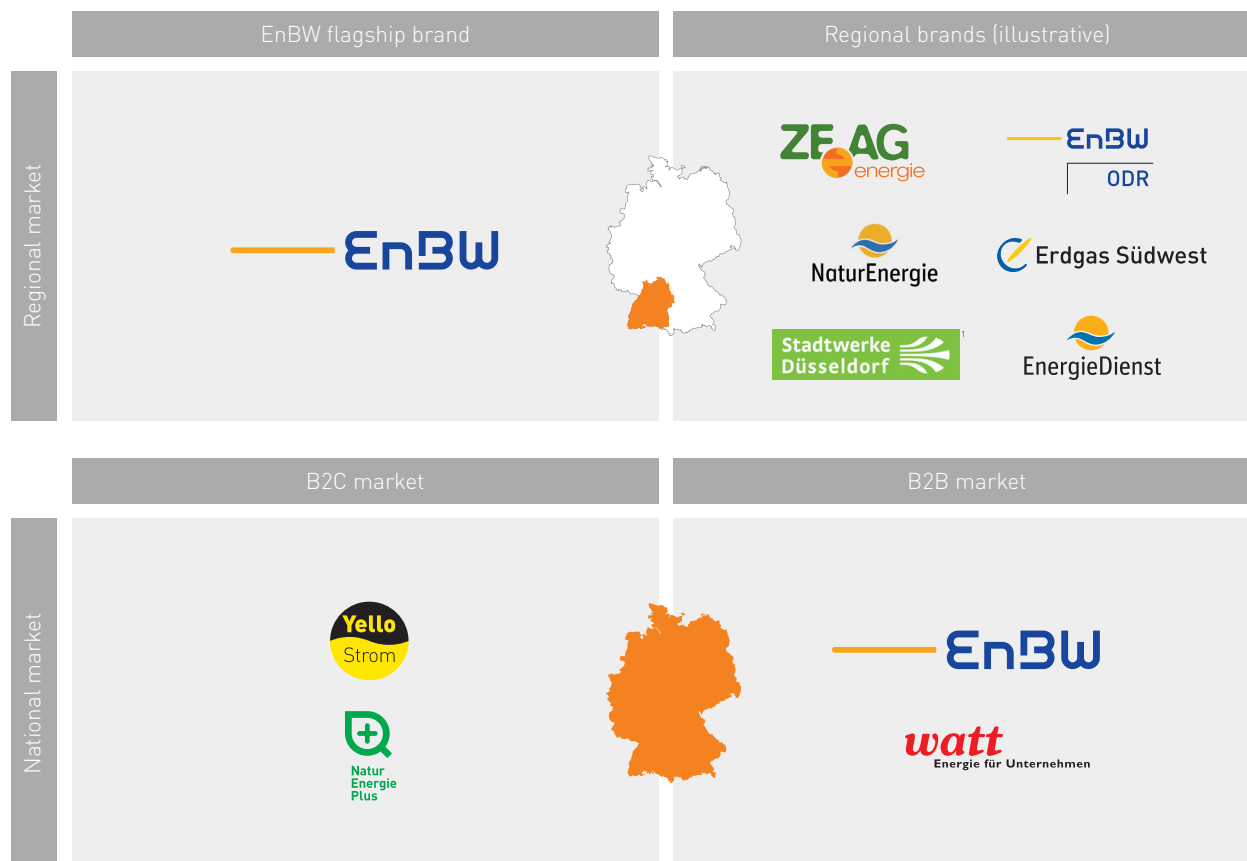 EnBW flagship brand
Regional brands (illustrative)
Regional market
EnBW
ZEAG
energie
EnBW
ODR
NaturEnergie
Erdgas Südwest
Stadtwerke
Düsseldorf
1
EnergieDienst
B2C market
B2B market
National market
Yello
Strom
Natur
Energie
Plus
EnBW
watt
Energie für Unternehmen